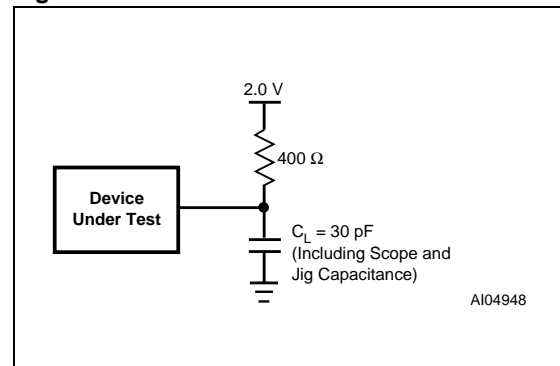 2.0 V
400 Ω
Device
Under Test
C_L = 30 pF
(Including Scope and
Jig Capacitance)
AI04948